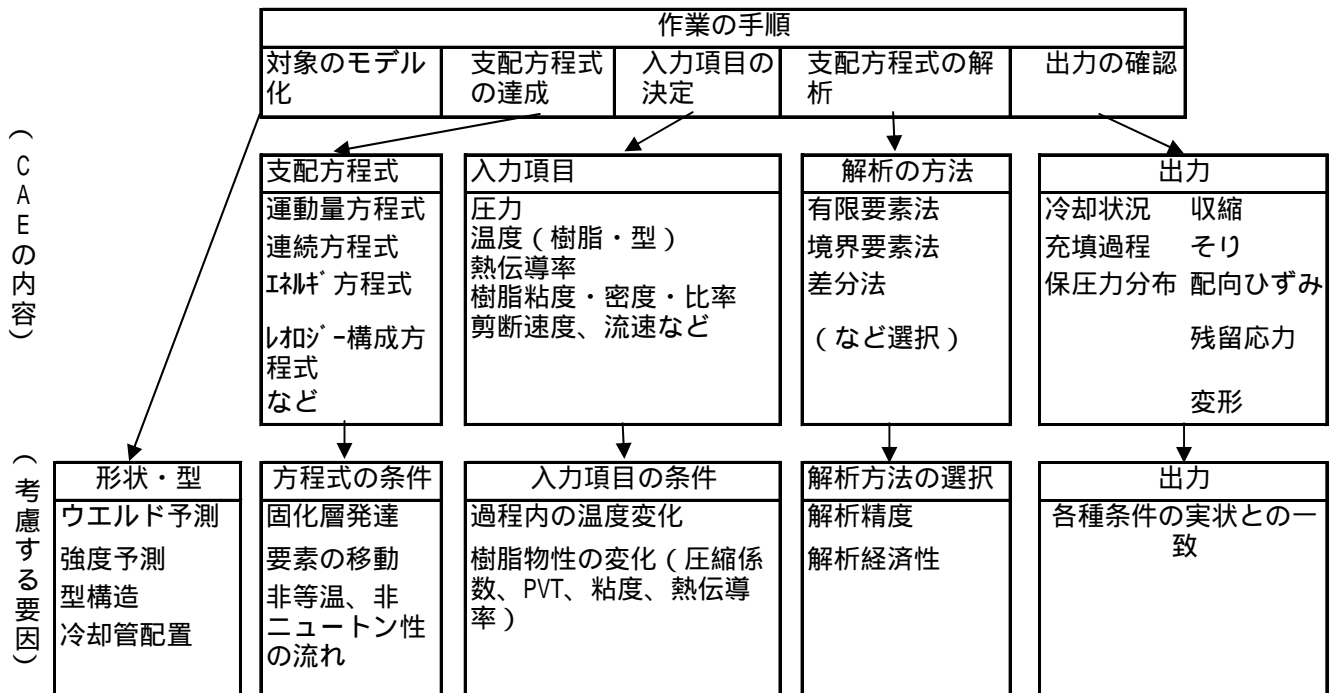 作業の手順
対象のモデル
化
支配方程式
の達成
入力項目の
決定
支配方程式の解
析
出力の確認
（CAEの内容）
支配方程式
運動量方程式
連続方程式
ｴﾈﾙｷﾞ方程式
ﾚｵﾛｼﾞｰ構成方
程式
など
入力項目
圧力
温度（樹脂・型）
熱伝導率
樹脂粘度・密度・比率
剪断速度、流速など
解析の方法
有限要素法
境界要素法
差分法
（など選択）
出力
冷却状況 収縮
充填過程 そり
保圧力分布 配向ひずみ
残留応力
変形
（考慮する要因）
形状・型
ウエルド予測
強度予測
型構造
冷却管配置
方程式の条件
固化層発達
要素の移動
非等温、非
ニュートン性
の流れ
入力項目の条件
過程内の温度変化
樹脂物性の変化（圧縮係
数、PVT、粘度、熱伝導
率）
解析方法の選択
解析精度
解析経済性
出力
各種条件の実状との一
致